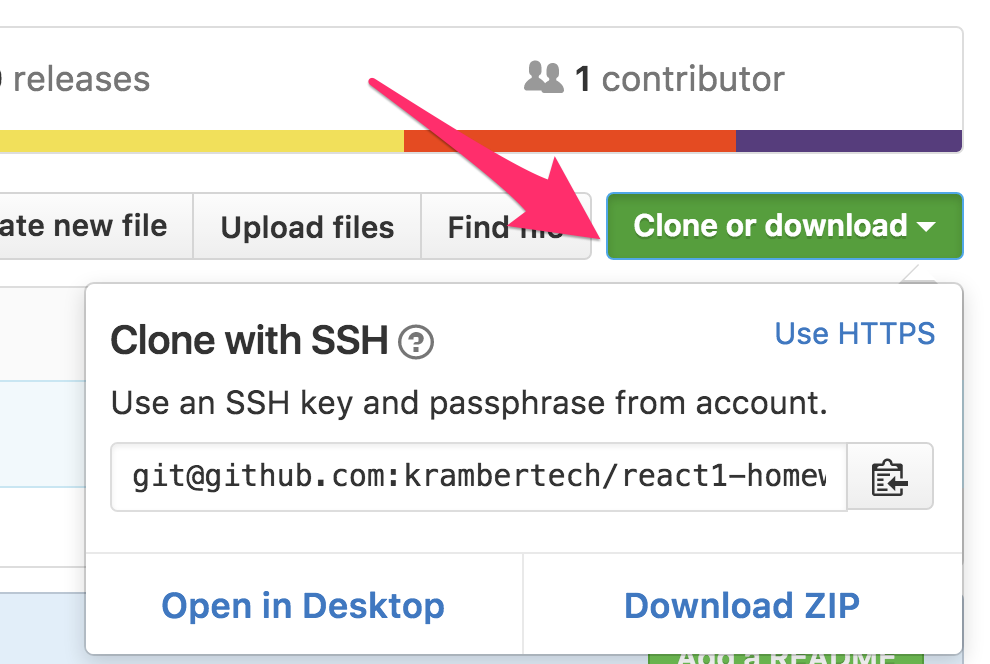 releases
1 contributor
ate new file
Upload files
Find file
Clone or download
Clone with SSH
Use HTTPS
Use an SSH key and passphrase from account.
git@github.com:krambertech/react1-homew
Open in Desktop
Download ZIP
Add a README